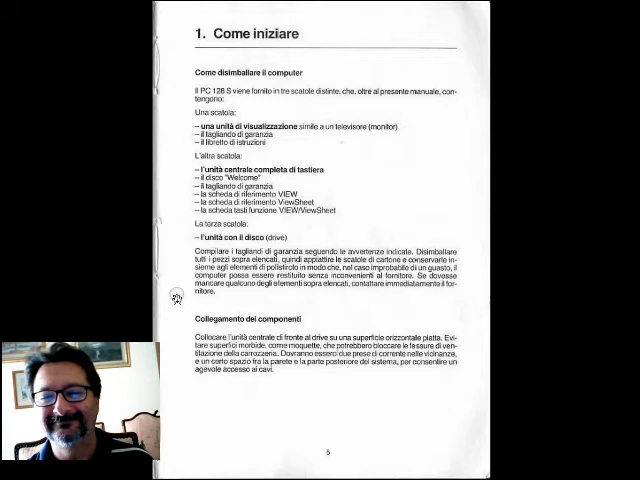 1. Come iniziare
Come disimballare il computer
Il PC 128 S viene fornito in tre scatole distinte, che, oltre al presente manuale, con-
tengono:
Una scatola:
– una unità di visualizzazione simile a un televisore (monitor)
– il tagliando di garanzia
– il libretto di istruzioni
L'altra scatola:
– l'unità centrale completa di tastiera
– il disco "Welcome"
– il tagliando di garanzia
– la scheda di riferimento VIEW
– la scheda di riferimento ViewSheet
– la scheda tasti funzione VIEW/ViewSheet
La terza scatola:
– l'unità con il disco (drive)
Compilare i tagliandi di garanzia seguendo le avvertenze indicate. Disimballare
tutti i pezzi sopra elencati, quindi appiattire le scatole di cartone e conservarle in-
sieme agli elementi di polistirolo in modo che, nel caso improbabile di un guasto, il
computer possa essere restituito senza inconvenienti al fornitore. Se dovesse
mancare qualcuno degli elementi sopra elencati, contattare immediatamente il for-
nitore.
Collegamento dei componenti
Collocare l'unità centrale di fronte al drive su una superficie orizzontale piatta. Evi-
tare superfici morbide, come moquette, che potrebbero bloccare le fessure di ven-
tilazione della carrozzeria. Dovranno esserci due prese di corrente nelle vicinanze,
e un certo spazio fra la parete e la parte posteriore del sistema, per consentire un
agevole accesso ai cavi.
5